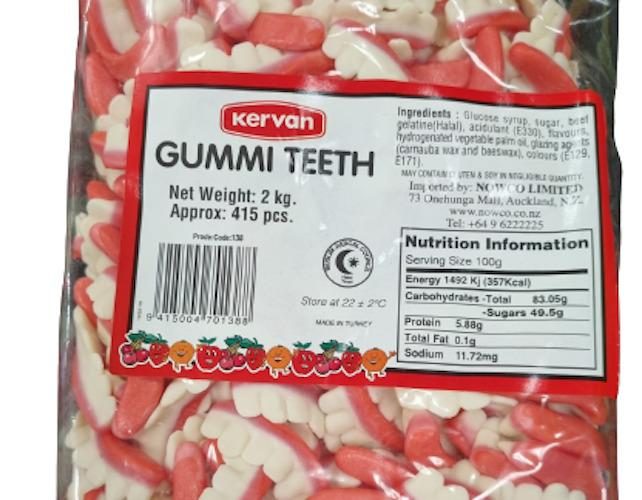 Kervan
GUMMI TEETH
Net Weight: 2 kg.
Approx: 415 pcs.
Prode Code:138
9 415004 701388
Store at 22 ± 2°C
MADE IN TURKEY
Ingredients : Glucose syrup, sugar, beef
gelatine(Halal), acidulant (E330), flavours,
hydrogenated vegetable palm oil, glazing agents
(carnauba wax and beeswax), colours (E129,
E171).
MAY CONTAIN GLUTEN & SOY IN NEGLIGIBLE QUANTITY.
Imported by: NOWCO LIMITED
73 Onehunga Mall, Auckland, N.Z.
www.nowco.co.nz
Tel: +64 9 6222225
Nutrition Information
Serving Size 100g
Energy 1492 Kj (357Kcal)
Carbohydrates -Total 83.05g
-Sugars 49.5g
Protein 5.88g
Total Fat 0.1g
Sodium 11.72mg